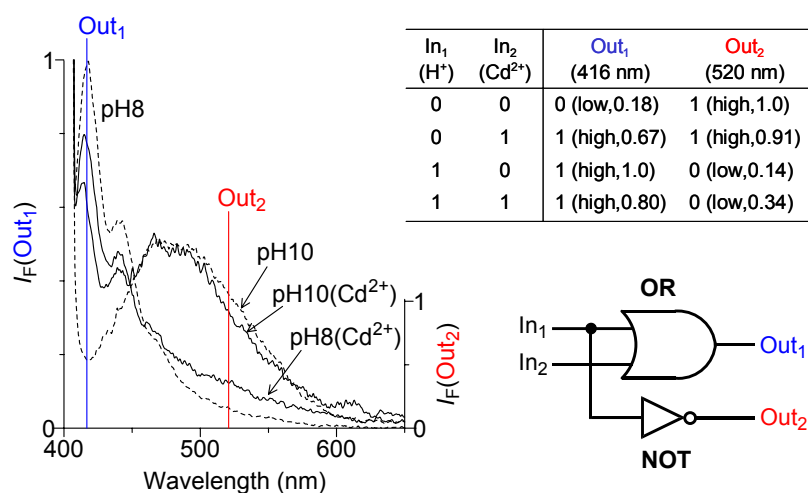 Out₁
1
pH8
Out₂
pH10
pH10(Cd²⁺)
pH8(Cd²⁺)
1
0
0
400
500
600
I_F(Out₁)
I_F(Out₂)
Wavelength (nm)
In₁ In₂ Out₁ Out₂
(H⁺) (Cd²⁺) (416 nm) (520 nm)
0 0 0 (low,0.18) 1 (high,1.0)
0 1 1 (high,0.67) 1 (high,0.91)
1 0 1 (high,1.0) 0 (low,0.14)
1 1 1 (high,0.80) 0 (low,0.34)
OR
In₁
In₂
Out₁
Out₂
NOT